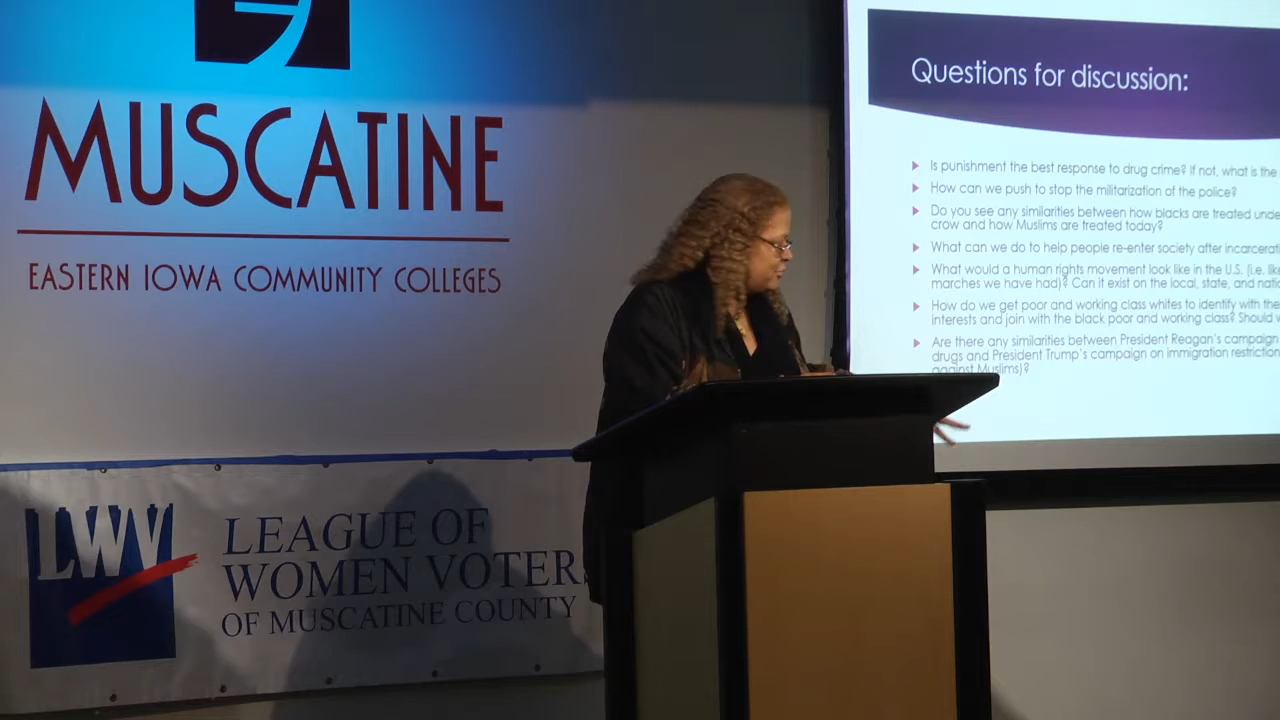 MUSCATINE
EASTERN IOWA COMMUNITY COLLEGES
LWV
LEAGUE OF
WOMEN VOTERS
OF MUSCATINE COUNTY
Questions for discussion:
Is punishment the best response to drug crime? If not, what is the
How can we push to stop the militarization of the police?
Do you see any similarities between how blacks are treated unde
crow and how Muslims are treated today?
What can we do to help people re-enter society after incarcerati
What would a human rights movement look like in the U.S. (i.e. like
marches we have had)? Can it exist on the local, state, and natio
How do we get poor and working class whites to identify with the
interests and join with the black poor and working class? Should w
Are there any similarities between President Reagan's campaign
drugs and President Trump's campaign on immigration restriction
against Muslims)?